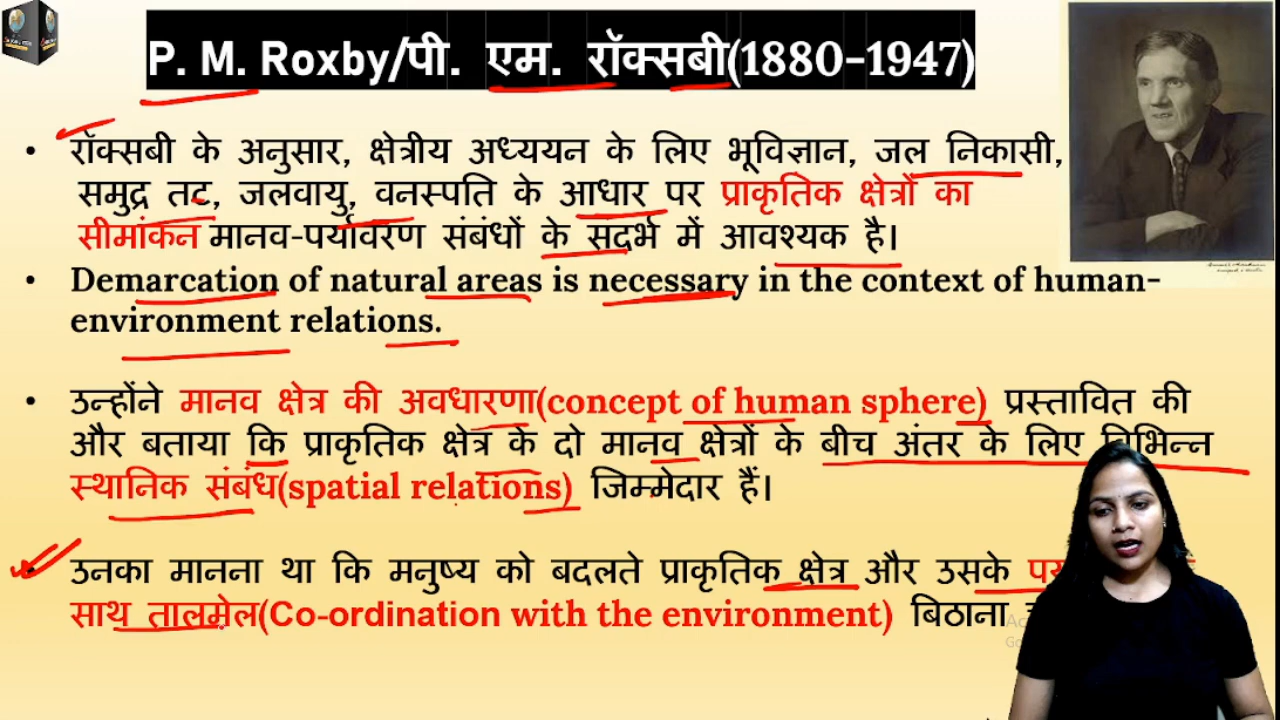 P. M. Roxby/पी. एम. रॉक्सबी(1880-1947)
• रॉक्सबी के अनुसार, क्षेत्रीय अध्ययन के लिए भूविज्ञान, जल निकासी,
समुद्र तट, जलवायु, वनस्पति के आधार पर प्राकृतिक क्षेत्रों का
सीमांकन मानव-पर्यावरण संबंधों के सदर्भ में आवश्यक है।
• Demarcation of natural areas is necessary in the context of human-
environment relations.
• उन्होंने मानव क्षेत्र की अवधारणा(concept of human sphere) प्रस्तावित की
और बताया कि प्राकृतिक क्षेत्र के दो मानव क्षेत्रों के बीच अंतर के लिए विभिन्न
स्थानिक संबंध(spatial relations) जिम्मेदार हैं।
• उनका मानना था कि मनुष्य को बदलते प्राकृतिक क्षेत्र और उसके
साथ तालमेल(Co-ordination with the environment) बिठाना